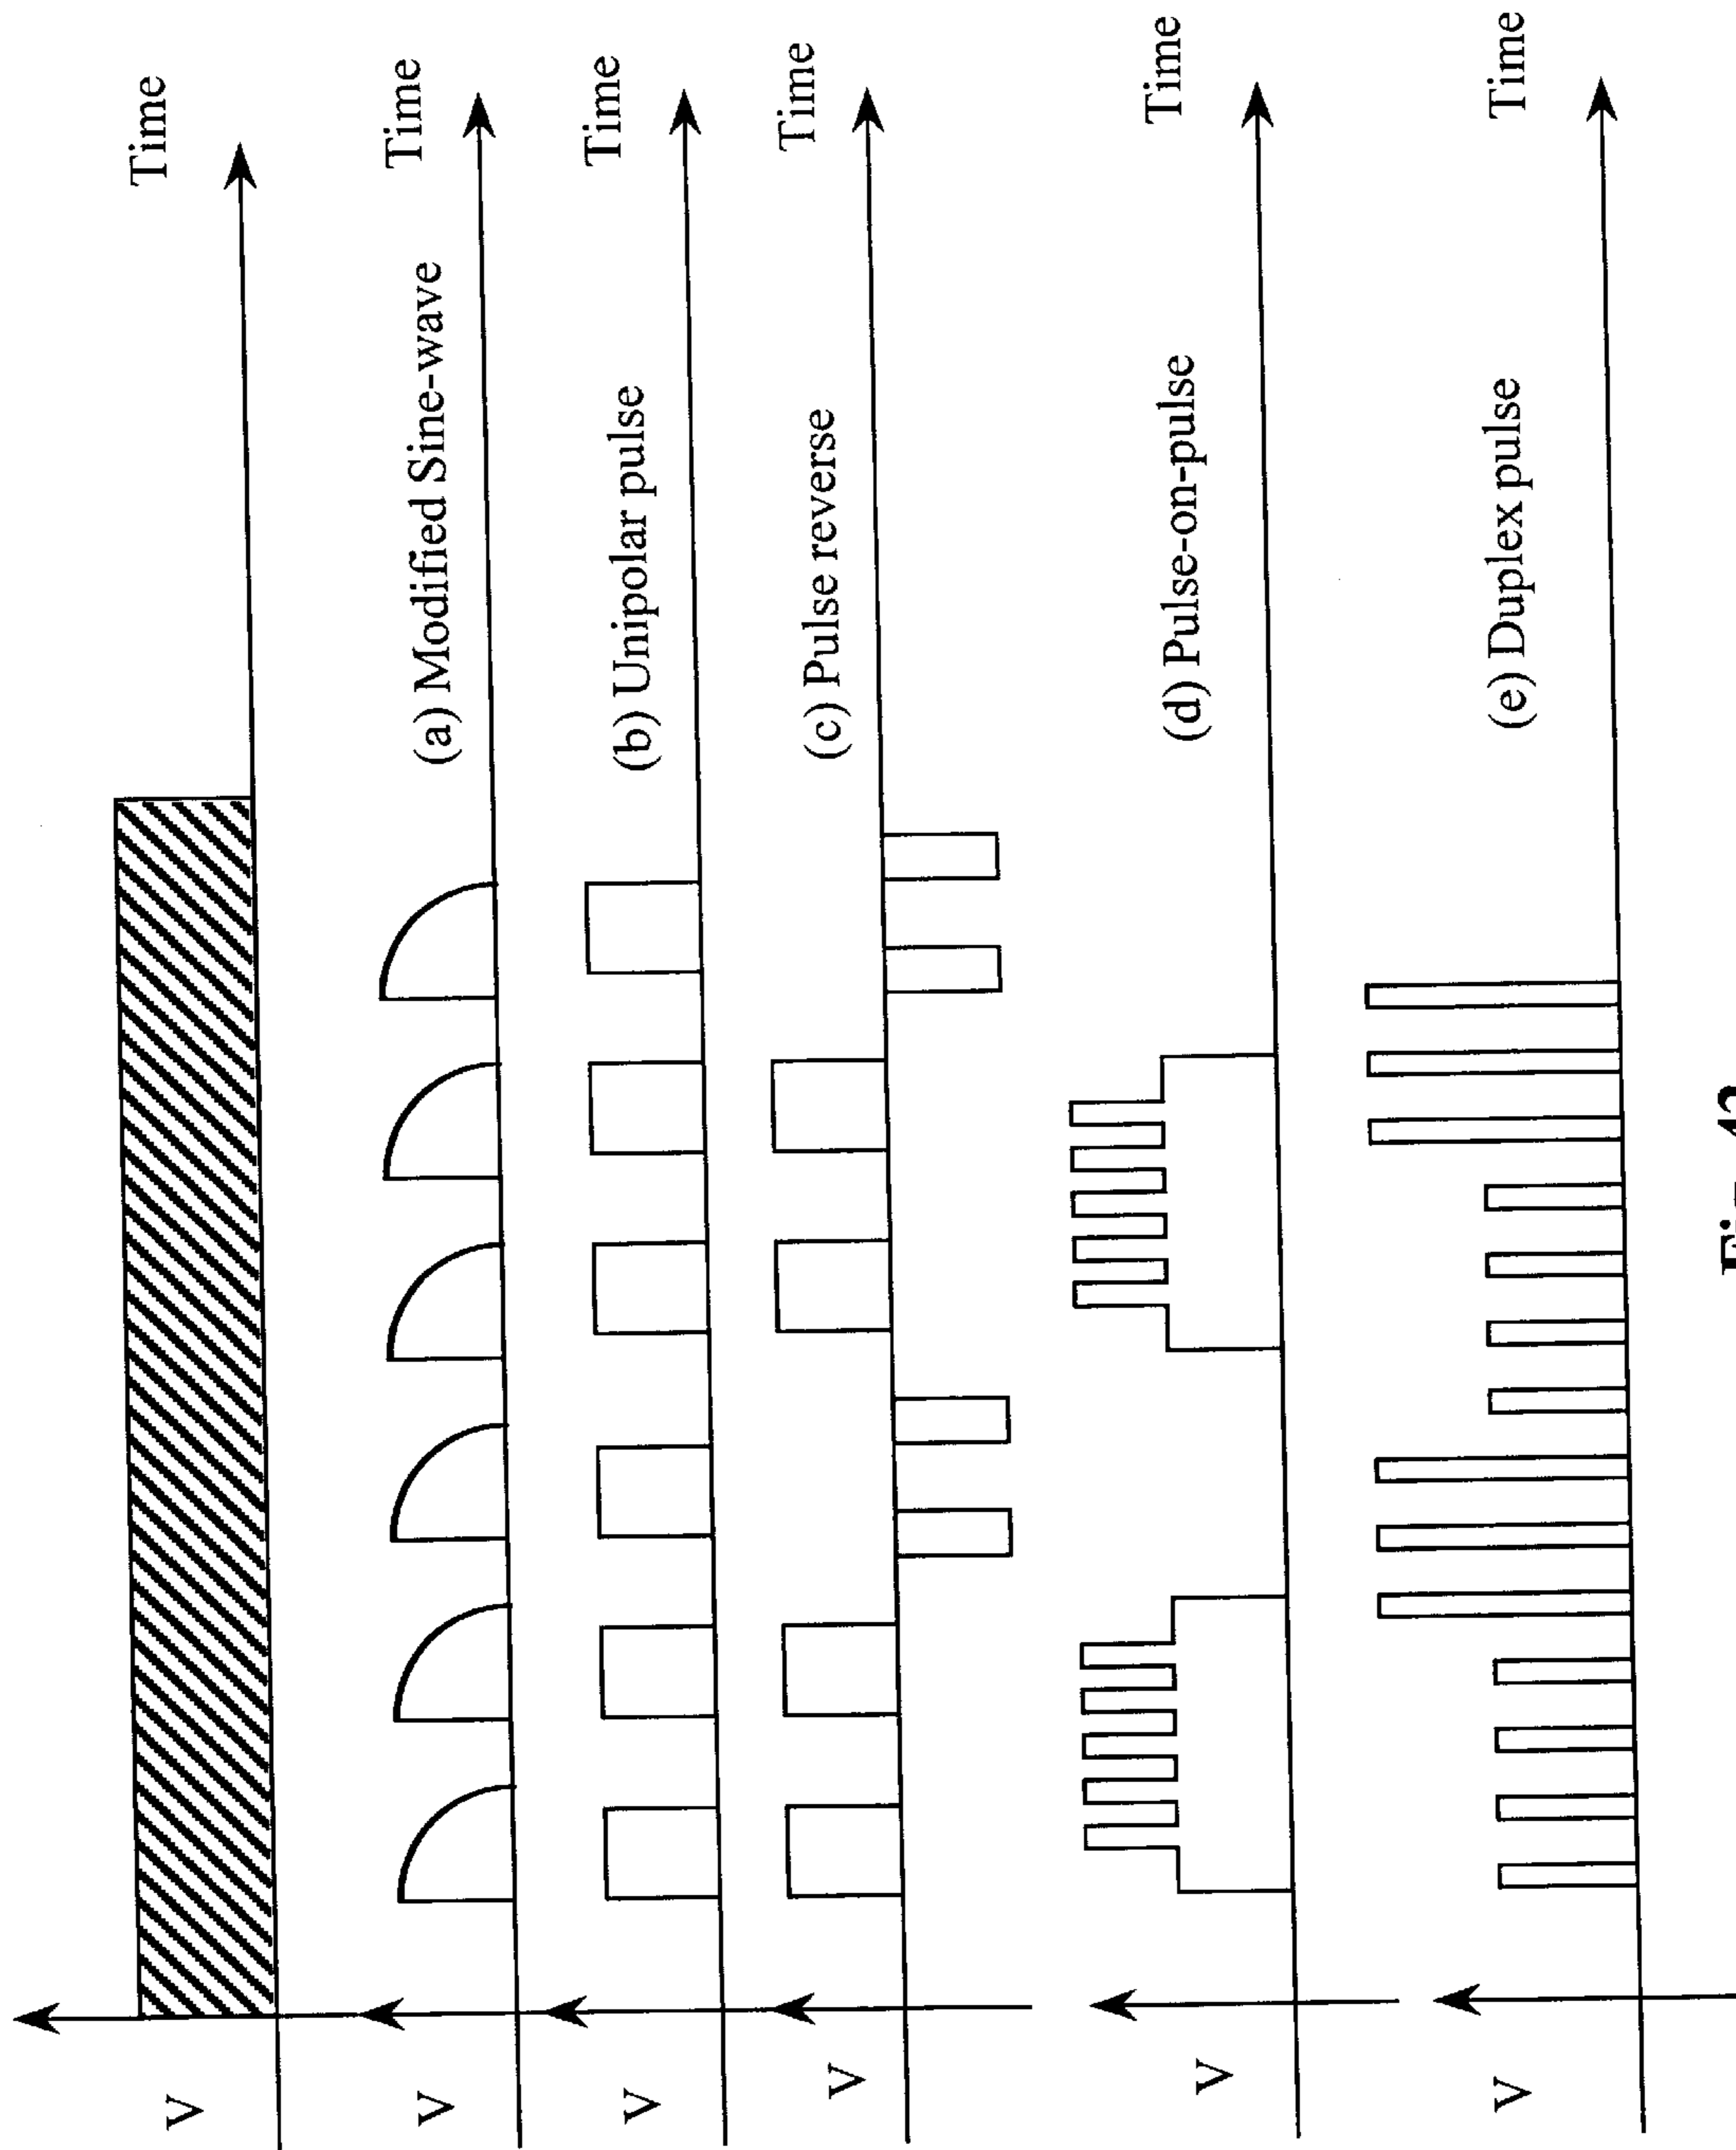 V
Time
V
(a) Modified Sine-wave
Time
V
(b) Unipolar pulse
Time
V
(c) Pulse reverse
Time
V
(d) Pulse-on-pulse
Time
V
(e) Duplex pulse
Time